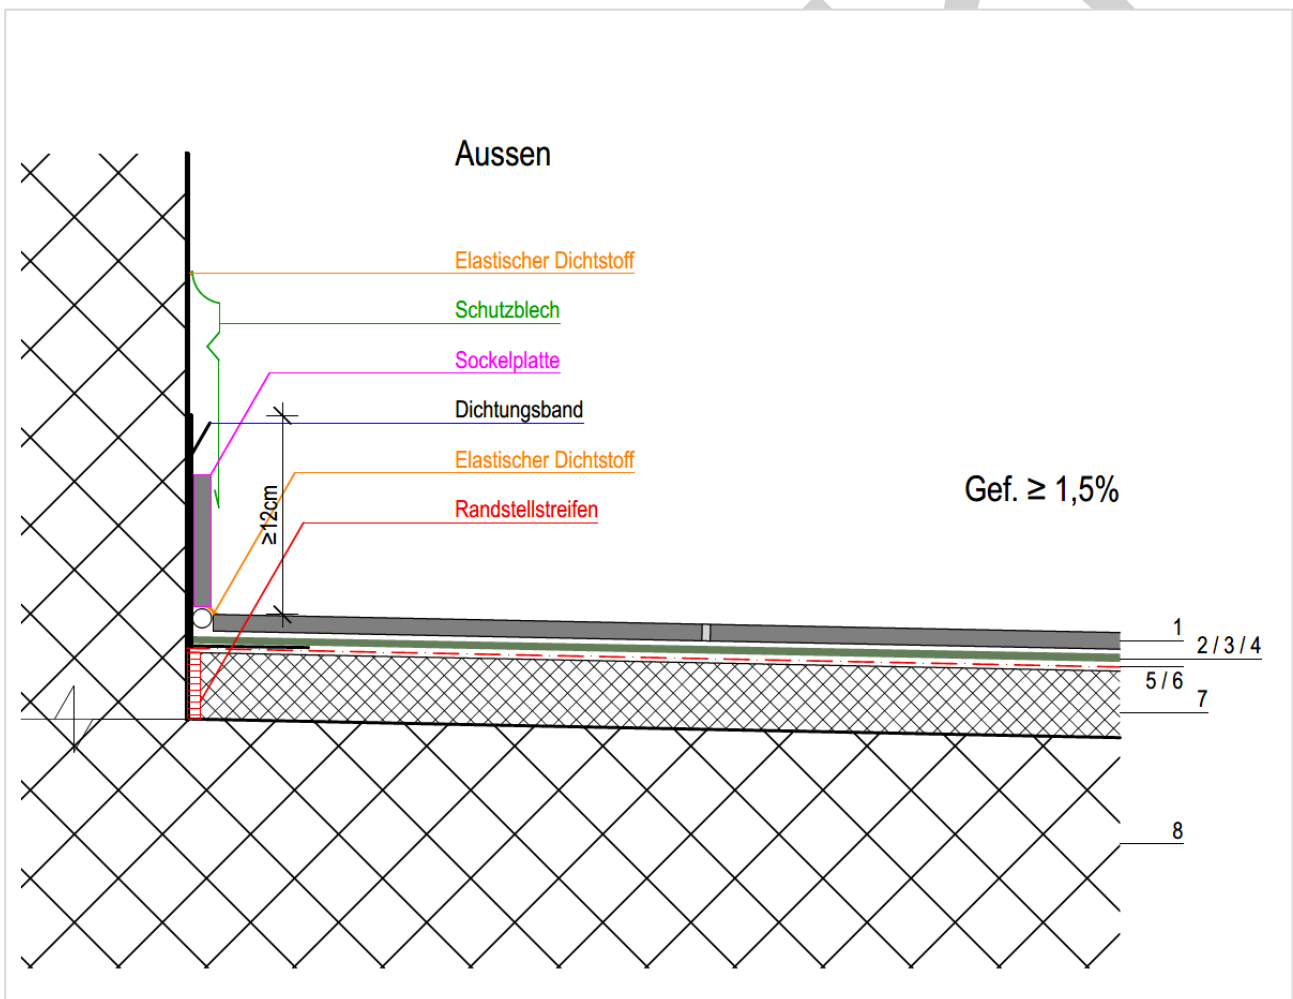 Aussen
Elastischer Dichtstoff
Schutzblech
Sockelplatte
Dichtungsband
Elastischer Dichtstoff
Randstellstreifen
≥12cm
Gef. ≥ 1,5%
1
2 / 3 / 4
5 / 6
7
8